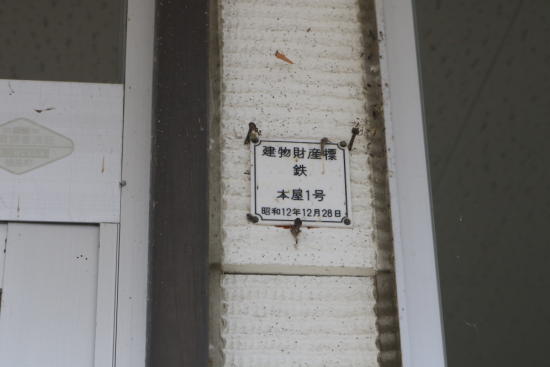 建物財産標
鉄
本屋1号
昭和12年12月28日